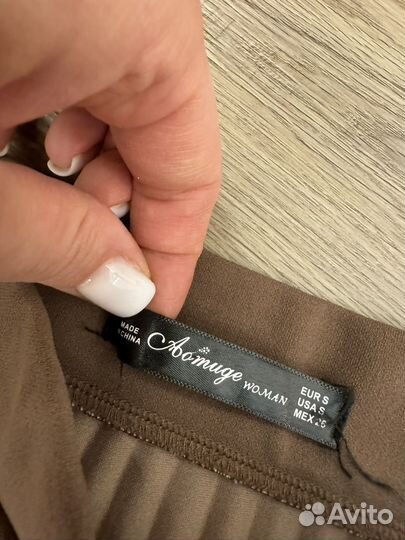 MADE
IN CHINA
Aomuge WOMAN
EUR S
USA S
MEX 26
Avito